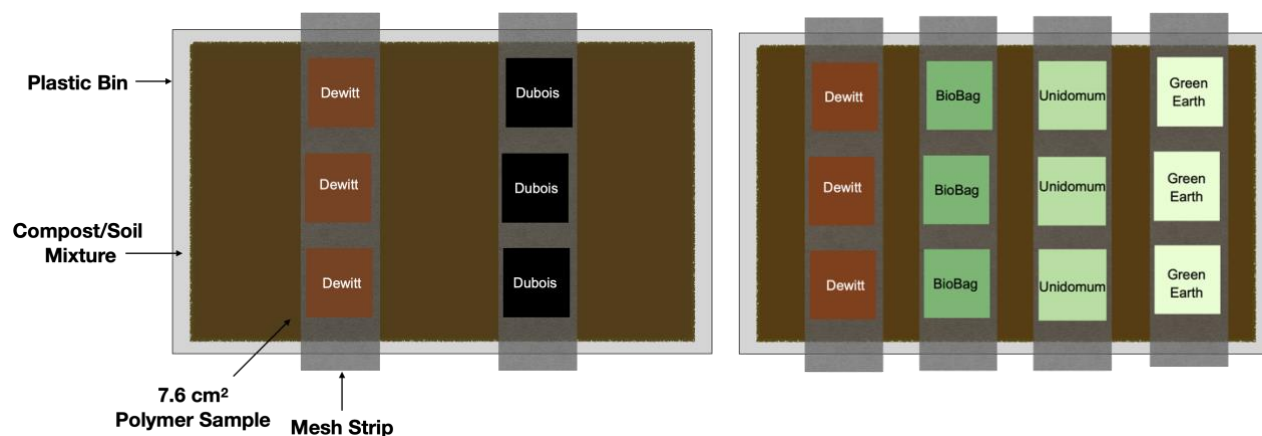 Plastic Bin
Compost/Soil
Mixture
7.6 cm²
Polymer Sample
Mesh Strip
Dewitt
Dubois
Dewitt
Dubois
Dewitt
Dubois
Dewitt
BioBag
Unidomum
Green
Earth
Dewitt
BioBag
Unidomum
Green
Earth
Dewitt
BioBag
Unidomum
Green
Earth